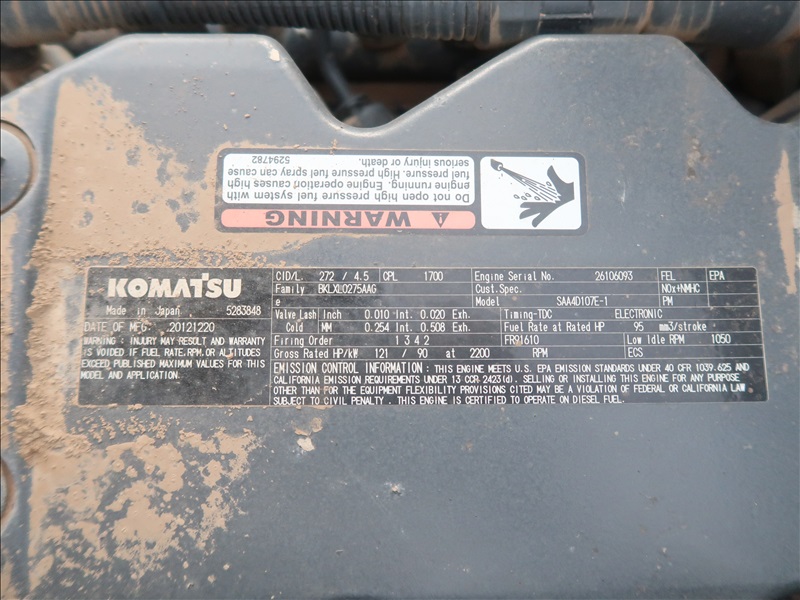 WARNING
Do not open high pressure fuel system with
engine running. Engine operation causes high
fuel pressure. High pressure fuel spray can cause
serious injury or death.
5294782
KOMATSU
Made in Japan 5283848
DATE OF MFG. 20121220
WARNING : INJURY MAY RESULT AND WARRANTY
IS VOIDED IF FUEL RATE, RPM, OR ALTITUDES
EXCEED PUBLISHED MAXIMUM VALUES FOR THIS
MODEL AND APPLICATION.
CID/L. 272 / 4.5 CPL 1700 Engine Serial No. 26106093 FEL EPA
Family BKLXL0275AAG Cust.Spec. NOx+NMHC
e Model SAA4D107E-1 PM
Valve Lash Inch 0.010 Int. 0.020 Exh. Timing-TDC ELECTRONIC
Cold MM 0.254 Int. 0.508 Exh. Fuel Rate at Rated HP 95 mm3/stroke
Firing Order 1 3 4 2 FR91610 Low Idle RPM 1050
Gross Rated HP/kW 121 / 90 at 2200 RPM ECS
EMISSION CONTROL INFORMATION : THIS ENGINE MEETS U.S. EPA EMISSION STANDARDS UNDER 40 CFR 1039.625 AND
CALIFORNIA EMISSION REQUIREMENTS UNDER 13 CCR 2423(d). SELLING OR INSTALLING THIS ENGINE FOR ANY PURPOSE
OTHER THAN FOR THE EQUIPMENT FLEXIBILITY PROVISIONS CITED MAY BE A VIOLATION OF FEDERAL OR CALIFORNIA LAW
SUBJECT TO CIVIL PENALTY . THIS ENGINE IS CERTIFIED TO OPERATE ON DIESEL FUEL.